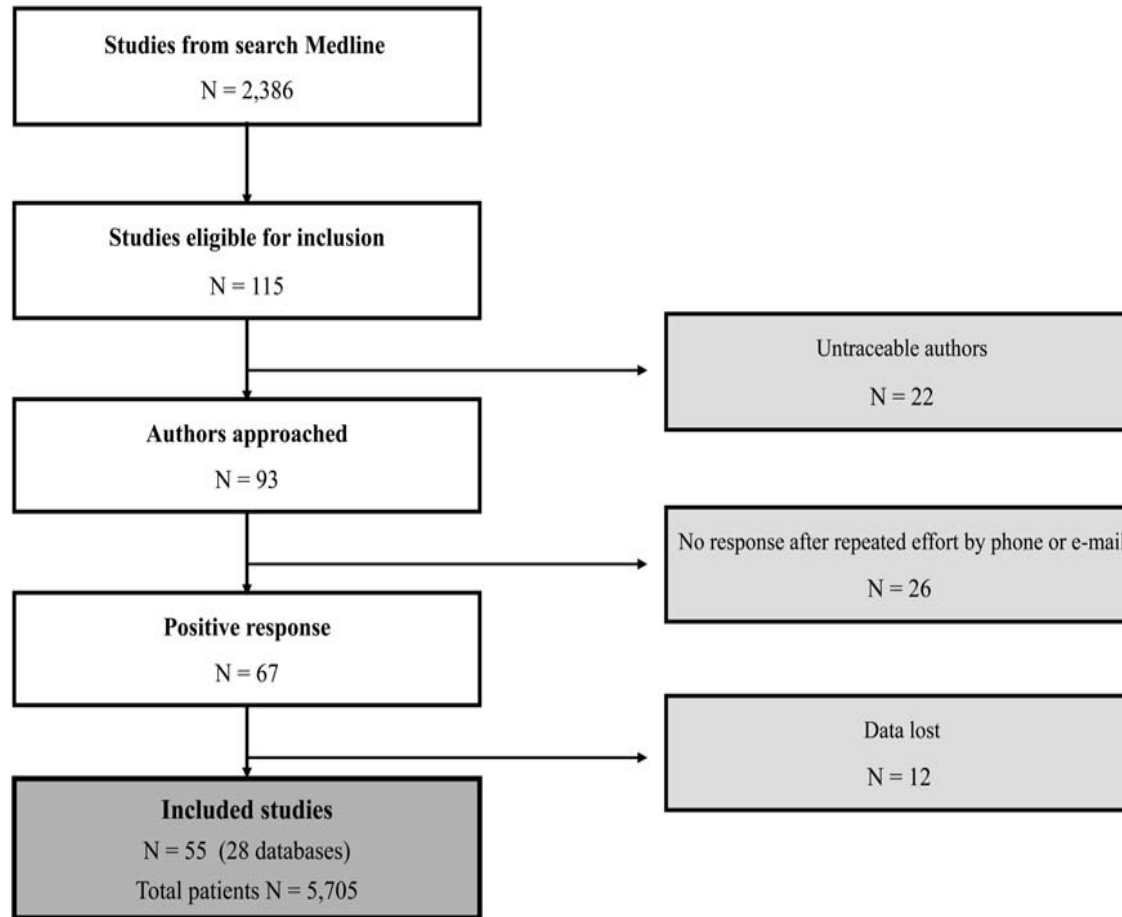 Studies from search Medline
N = 2,386
Studies eligible for inclusion
N = 115
Untraceable authors
N = 22
Authors approached
N = 93
No response after repeated effort by phone or e-mail
N = 26
Positive response
N = 67
Data lost
N = 12
Included studies
N = 55 (28 databases)
Total patients N = 5,705